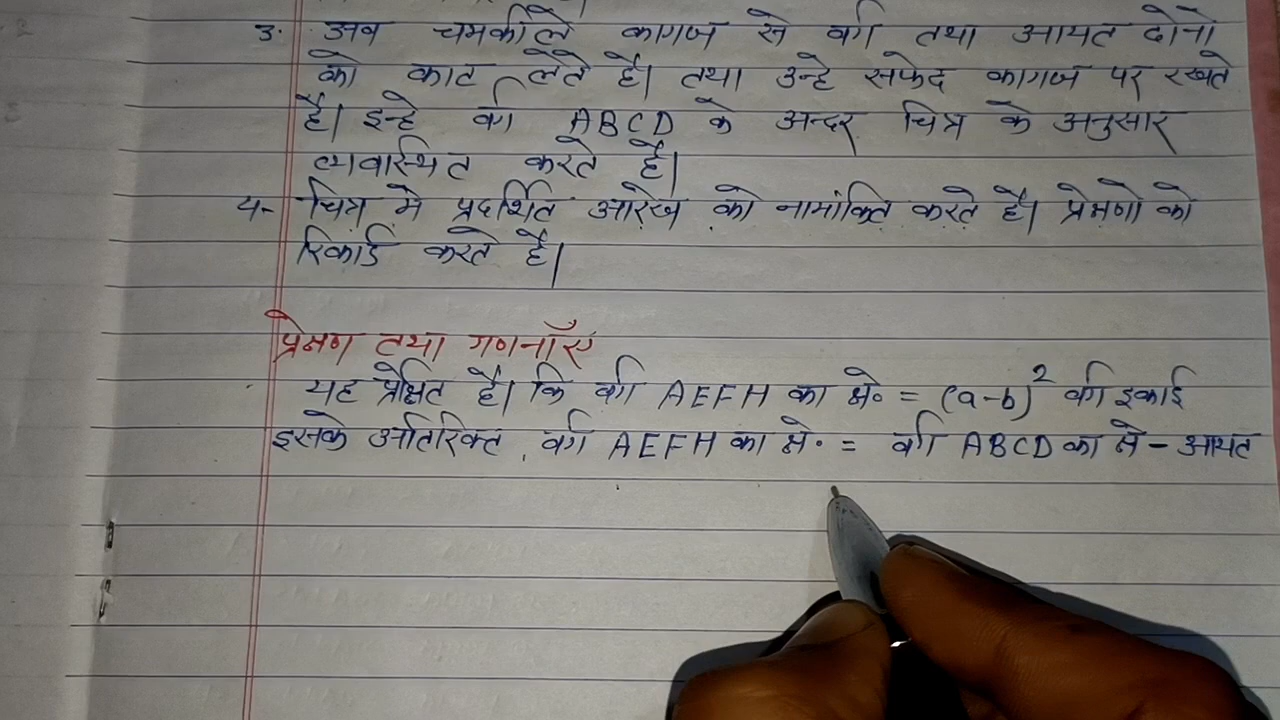 3. अब चमकीले कागज से वर्ग तथा आयत दोनो
को काट लेते है। तथा उन्हे सफेद कागज पर रखते
है। इन्हे वर्ग ABCD के अन्दर चित्र के अनुसार
व्यवस्थित करते है।
4- चित्र मे प्रदर्शित आरेख को नामांकित करते है। प्रेक्षणो को
रिकार्ड करते है।
प्रेक्षण तथा गणनाँए
यह प्रेक्षित है। कि वर्ग AEFH का क्षे० = (a-b)² वर्ग इकाई
इसके अतिरिक्त, वर्ग AEFH का क्षे० = वर्ग ABCD का क्षे - आयत